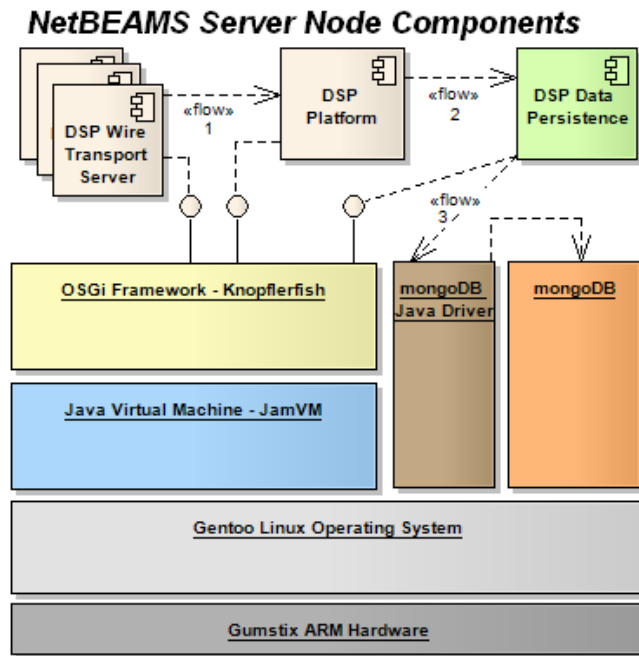 NetBEAMS Server Node Components
DSP Wire
Transport
Server
«flow»
1
DSP
Platform
«flow»
2
DSP Data
Persistence
«flow»
3
OSGi Framework - Knopflerfish
mongoDB
Java Driver
mongoDB
Java Virtual Machine - JamVM
Gentoo Linux Operating System
Gumstix ARM Hardware